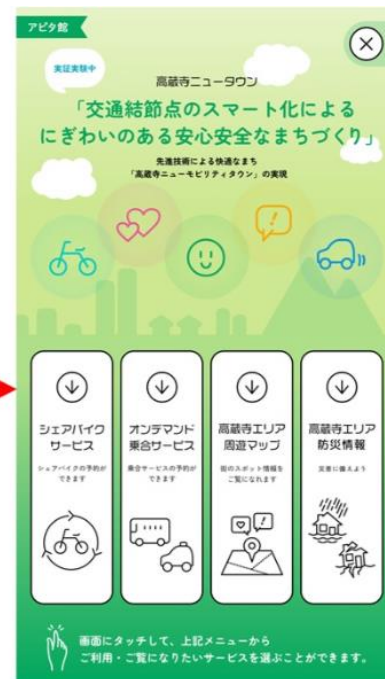 アピタ館
実証実験中
高蔵寺ニュータウン
「交通結節点のスマート化による
にぎわいのある安心安全なまちづくり」
先進技術による快適なまち
「高蔵寺ニューモビリティタウン」の実現
シェアバイク
サービス
シェアバイクの予約が
できます
オンデマンド
乗合サービス
乗合サービスの予約が
できます
高蔵寺エリア
周遊マップ
街のスポット情報を
ご覧になれます
高蔵寺エリア
防災情報
災害に備えよう
画面にタッチして、上記メニューから
ご利用・ご覧になりたいサービスを選ぶことができます。